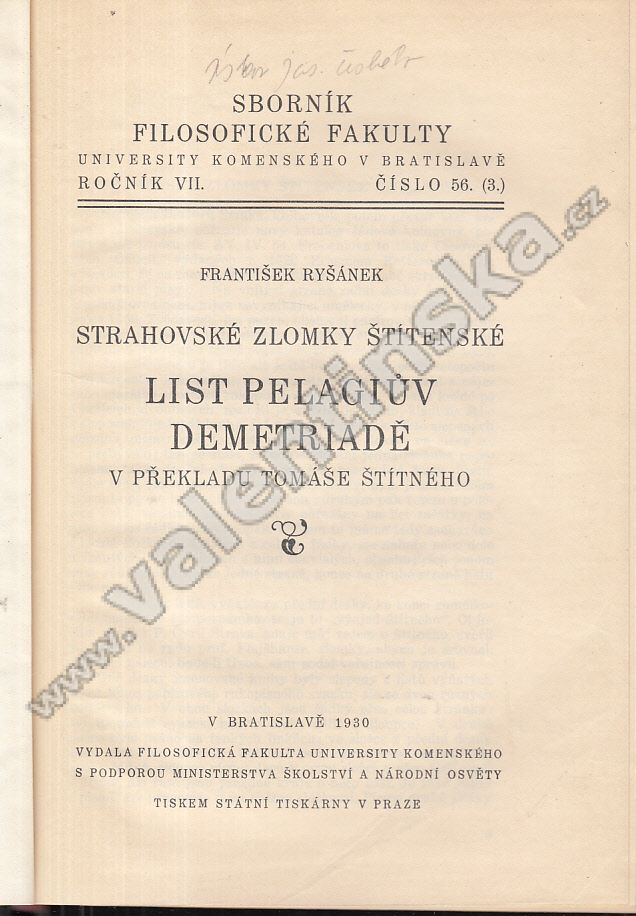 SBORNÍK
FILOSOFICKÉ FAKULTY
UNIVERSITY KOMENSKÉHO V BRATISLAVĚ
ROČNÍK VII. ČÍSLO 56. (3.)
FRANTIŠEK RYŠÁNEK
STRAHOVSKÉ ZLOMKY ŠTÍTENSKÉ
LIST PELAGIŮV
DEMETRIADĚ
V PŘEKLADU TOMÁŠE ŠTÍTNÉHO
V BRATISLAVĚ 1930
VYDALA FILOSOFICKÁ FAKULTA UNIVERSITY KOMENSKÉHO
S PODPOROU MINISTERSTVA ŠKOLSTVÍ A NÁRODNÍ OSVĚTY
TISKEM STÁTNÍ TISKÁRNY V PRAZE
www.valentinska.cz